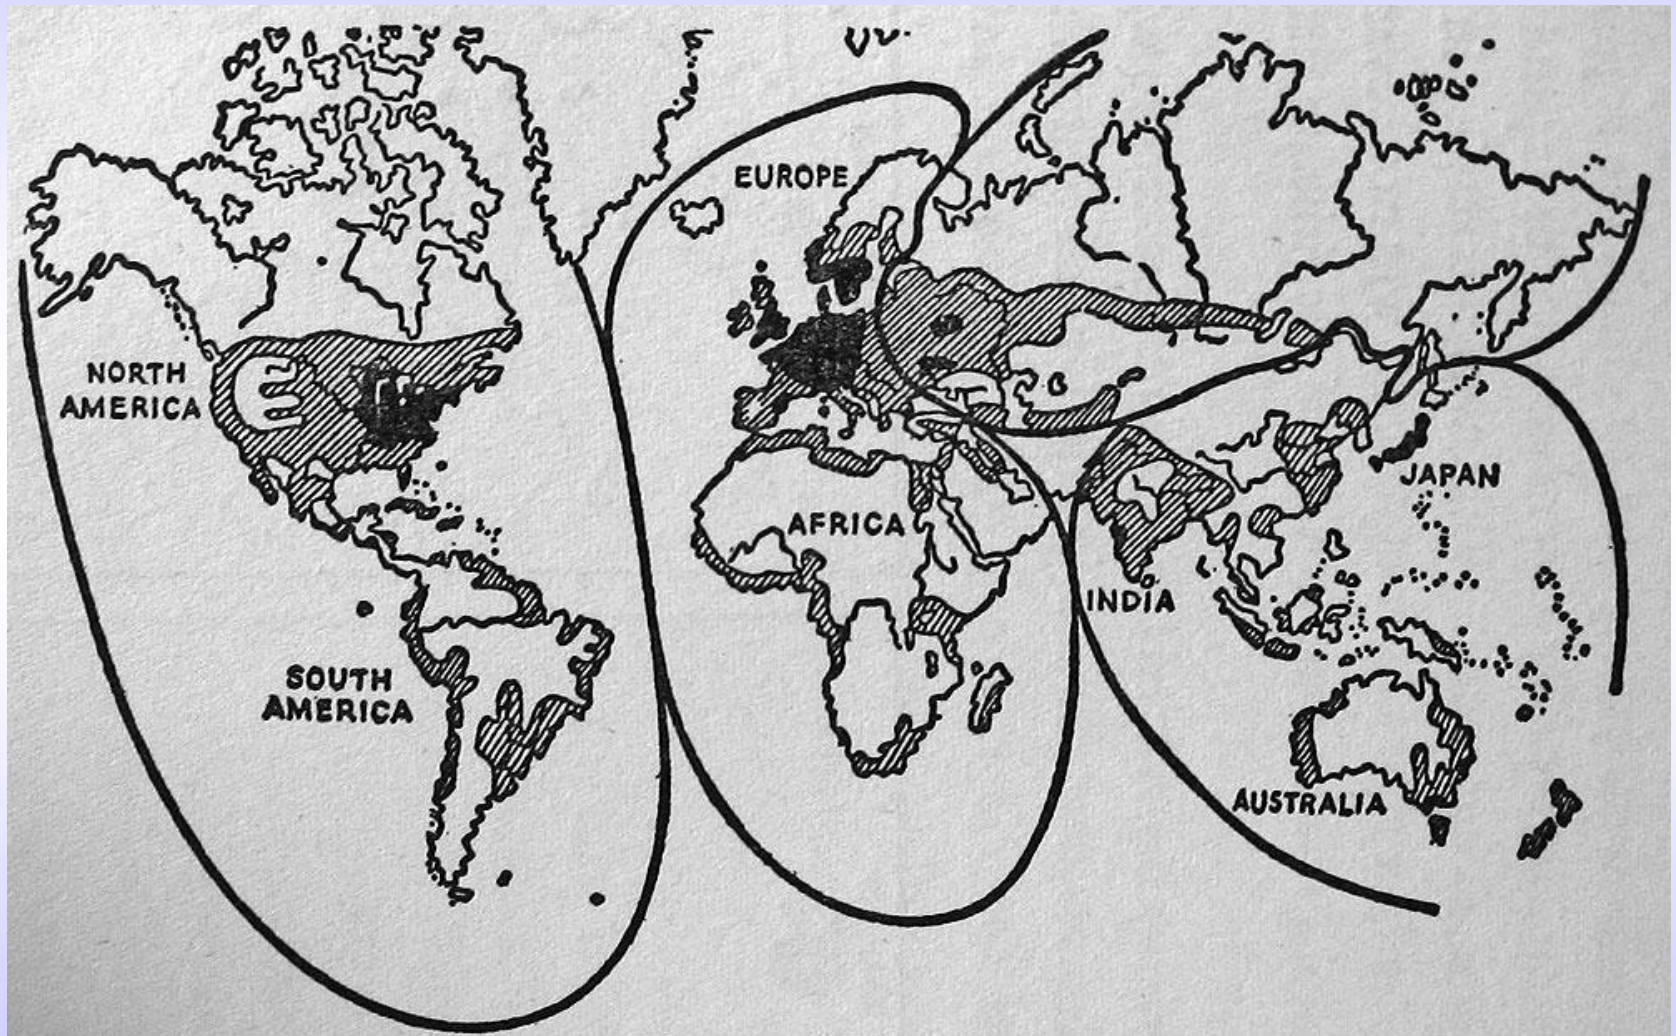 EUROPE
NORTH
AMERICA
AFRICA
JAPAN
INDIA
SOUTH
AMERICA
AUSTRALIA